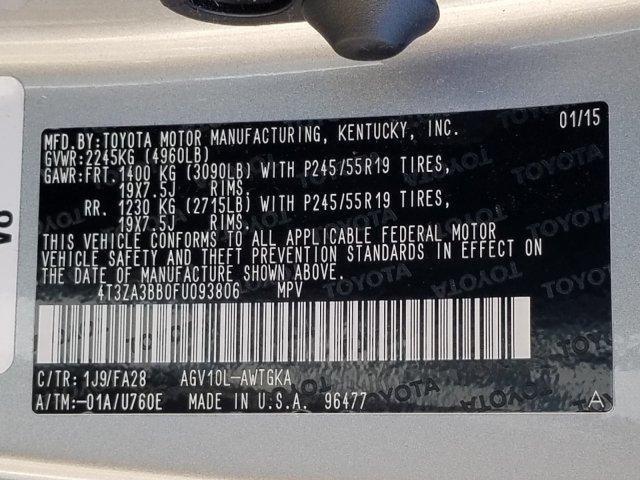 MFD.BY:TOYOTA MOTOR MANUFACTURING, KENTUCKY, INC. 01/15
GVWR:2245KG (4960LB)
GAWR:FRT. 1400 KG (3090LB) WITH P245/55R19 TIRES,
19X7.5J RIMS.
RR. 1230 KG (2715LB) WITH P245/55R19 TIRES,
19X7.5J RIMS.
THIS VEHICLE CONFORMS TO ALL APPLICABLE FEDERAL MOTOR
VEHICLE SAFETY AND THEFT PREVENTION STANDARDS IN EFFECT ON
THE DATE OF MANUFACTURE SHOWN ABOVE.
4T3ZA3BB0FU093806 MPV
C/TR: 1J9/FA28 AGV10L-AWTGKA
A/TM:-01A/U760E MADE IN U.S.A. 96477 A